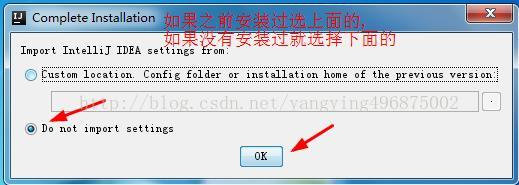 Complete Installation
如果之前安装过选上面的,
如果没有安装过就选择下面的
Import IntelliJ IDEA settings from:
Custom location. Config folder or installation home of the previous version:
http://blog.csdn.net/yangying496875002
.
Do not import settings
OK